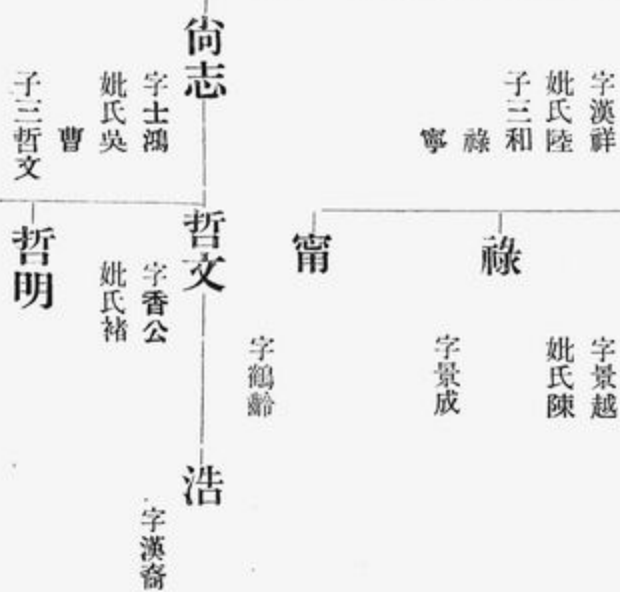 字漢祥
妣氏陸
子三和
祿
寧
字景越
妣氏陳
祿
字景成
甯
字鶴齡
尙志
字士鴻
妣氏吳
曹
子三哲文
哲文
字香公
妣氏褚
哲明
浩
字漢裔